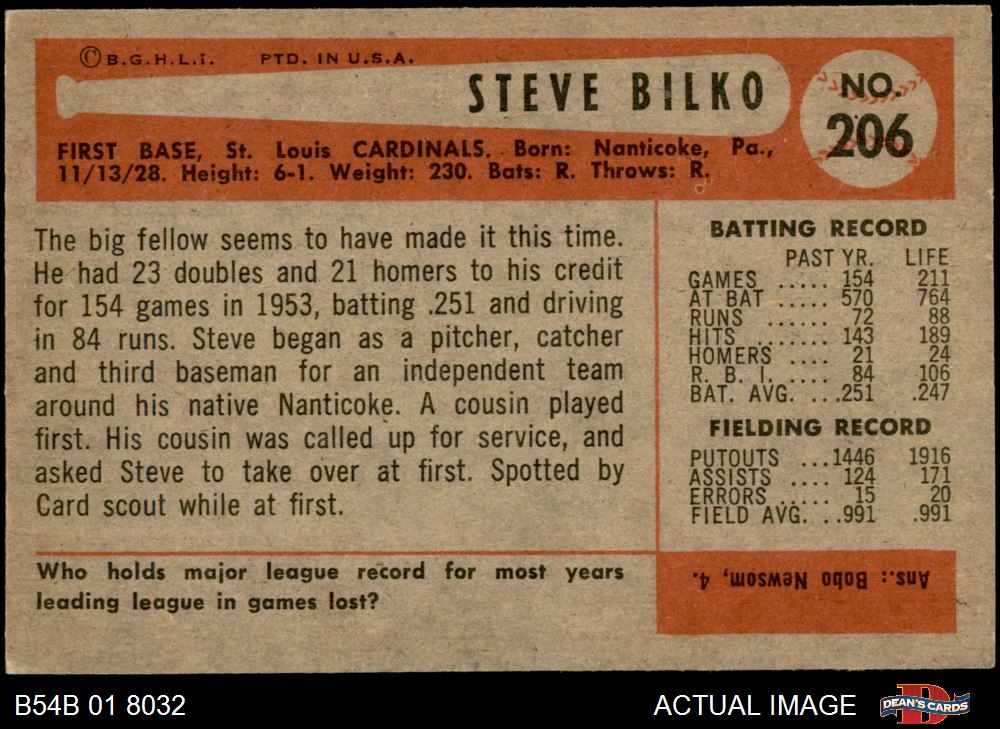 © B.G.H.L.I. PTD. IN U.S.A.
STEVE BILKO
NO.
206
FIRST BASE, St. Louis CARDINALS. Born: Nanticoke, Pa.,
11/13/28. Height: 6-1. Weight: 230. Bats: R. Throws: R.
The big fellow seems to have made it this time.
He had 23 doubles and 21 homers to his credit
for 154 games in 1953, batting .251 and driving
in 84 runs. Steve began as a pitcher, catcher
and third baseman for an independent team
around his native Nanticoke. A cousin played
first. His cousin was called up for service, and
asked Steve to take over at first. Spotted by
Card scout while at first.
BATTING RECORD
PAST YR. LIFE
GAMES ..... 154 211
AT BAT ..... 570 764
RUNS ...... 72 88
HITS ....... 143 189
HOMERS .... 21 24
R. B. I. .... 84 106
BAT. AVG. ...251 .247
FIELDING RECORD
PUTOUTS ...1446 1916
ASSISTS .... 124 171
ERRORS ..... 15 20
FIELD AVG. ..991 .991
Who holds major league record for most years
leading league in games lost?
Ans.: Bobo Newsom, 4.
B54B 01 8032
ACTUAL IMAGE
D
DEAN'S CARDS